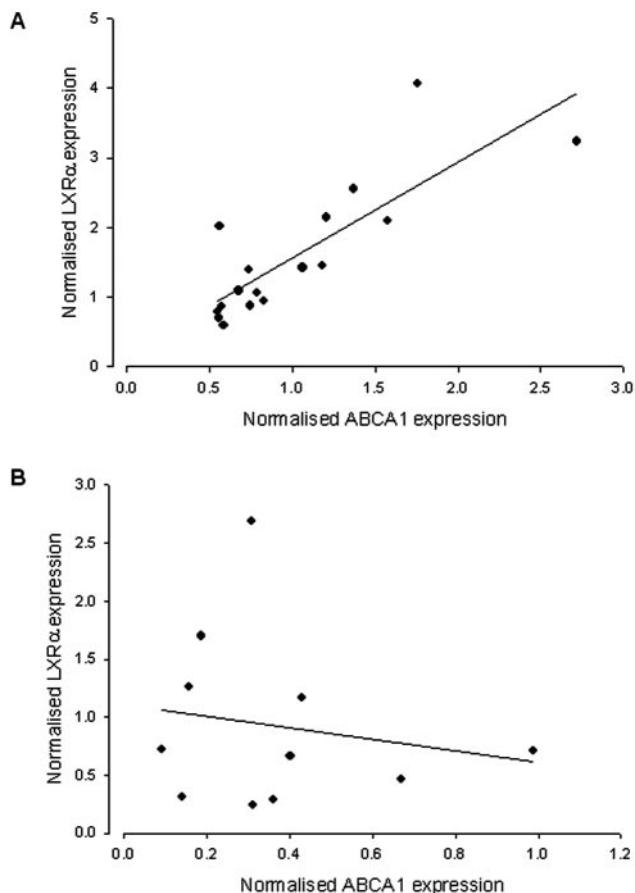 A
Normalised LXRα expression
5
4
3
2
1
0
0.0 0.5 1.0 1.5 2.0 2.5 3.0
Normalised ABCA1 expression
B
Normalised LXRα expression
3.0
2.5
2.0
1.5
1.0
0.5
0.0
0.0 0.2 0.4 0.6 0.8 1.0 1.2
Normalised ABCA1 expression